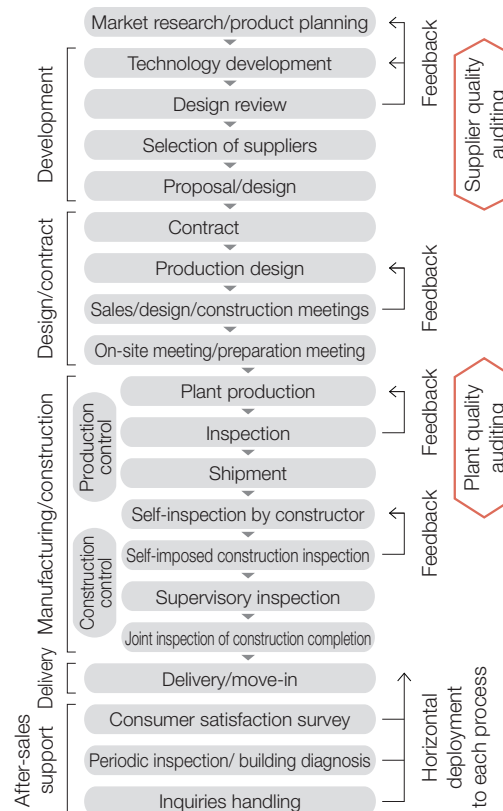 Market research/product planning
Technology development
Design review
Selection of suppliers
Proposal/design
Development
Feedback
Supplier quality
auditing
Contract
Production design
Sales/design/construction meetings
On-site meeting/preparation meeting
Design/contract
Feedback
Plant production
Inspection
Shipment
Self-inspection by constructor
Self-imposed construction inspection
Supervisory inspection
Joint inspection of construction completion
Manufacturing/construction
Production
control
Construction
control
Feedback
Feedback
Plant quality
auditing
Delivery/move-in
Delivery
Consumer satisfaction survey
Periodic inspection/ building diagnosis
Inquiries handling
After-sales
support
Horizontal
deployment
to each process